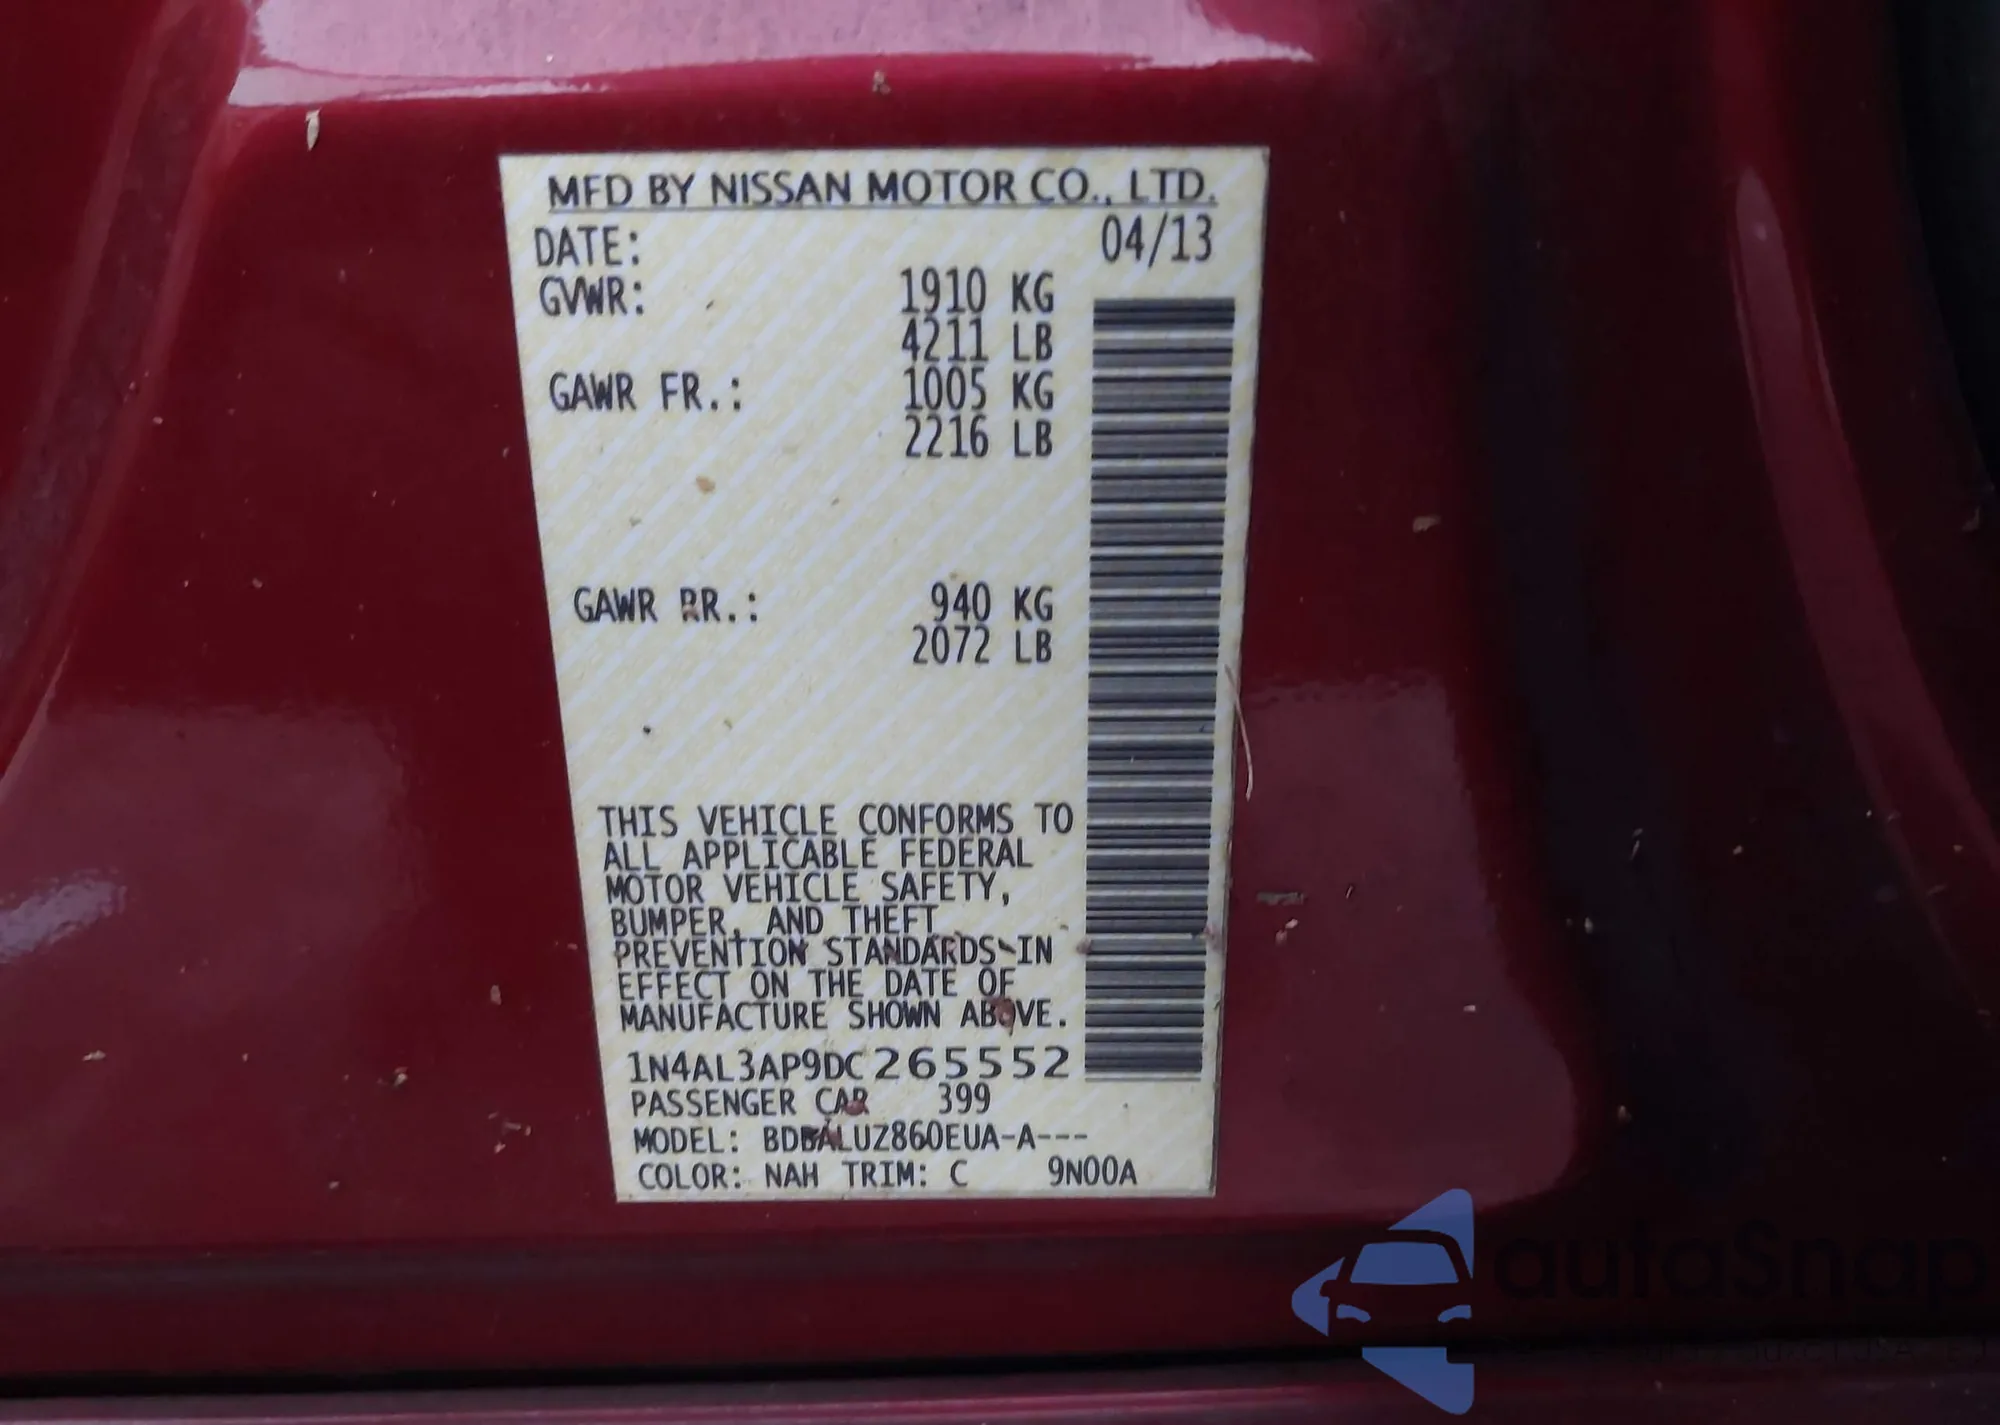 MFD BY NISSAN MOTOR CO., LTD.
DATE: 04/13
GVWR: 1910 KG
4211 LB
GAWR FR.: 1005 KG
2216 LB
GAWR RR.: 940 KG
2072 LB
THIS VEHICLE CONFORMS TO
ALL APPLICABLE FEDERAL
MOTOR VEHICLE SAFETY,
BUMPER, AND THEFT
PREVENTION STANDARDS IN
EFFECT ON THE DATE OF
MANUFACTURE SHOWN ABOVE.
1N4AL3AP9DC265552
PASSENGER CAR 399
MODEL: BDBALUZ860EUA-A---
COLOR: NAH TRIM: C 9N00A
autaSnap